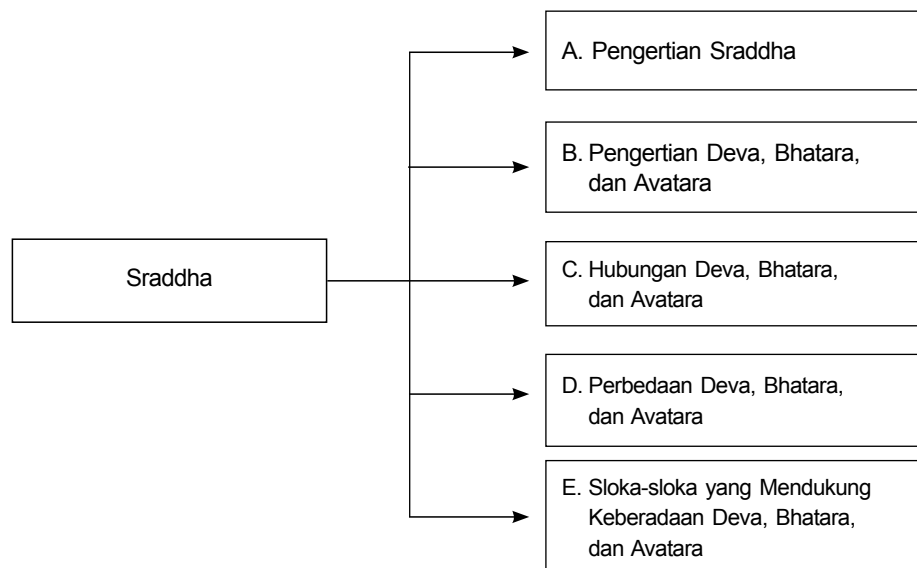 Sraddha
A. Pengertian Sraddha
B. Pengertian Deva, Bhatara,
dan Avatara
C. Hubungan Deva, Bhatara,
dan Avatara
D. Perbedaan Deva, Bhatara,
dan Avatara
E. Sloka-sloka yang Mendukung
Keberadaan Deva, Bhatara,
dan Avatara